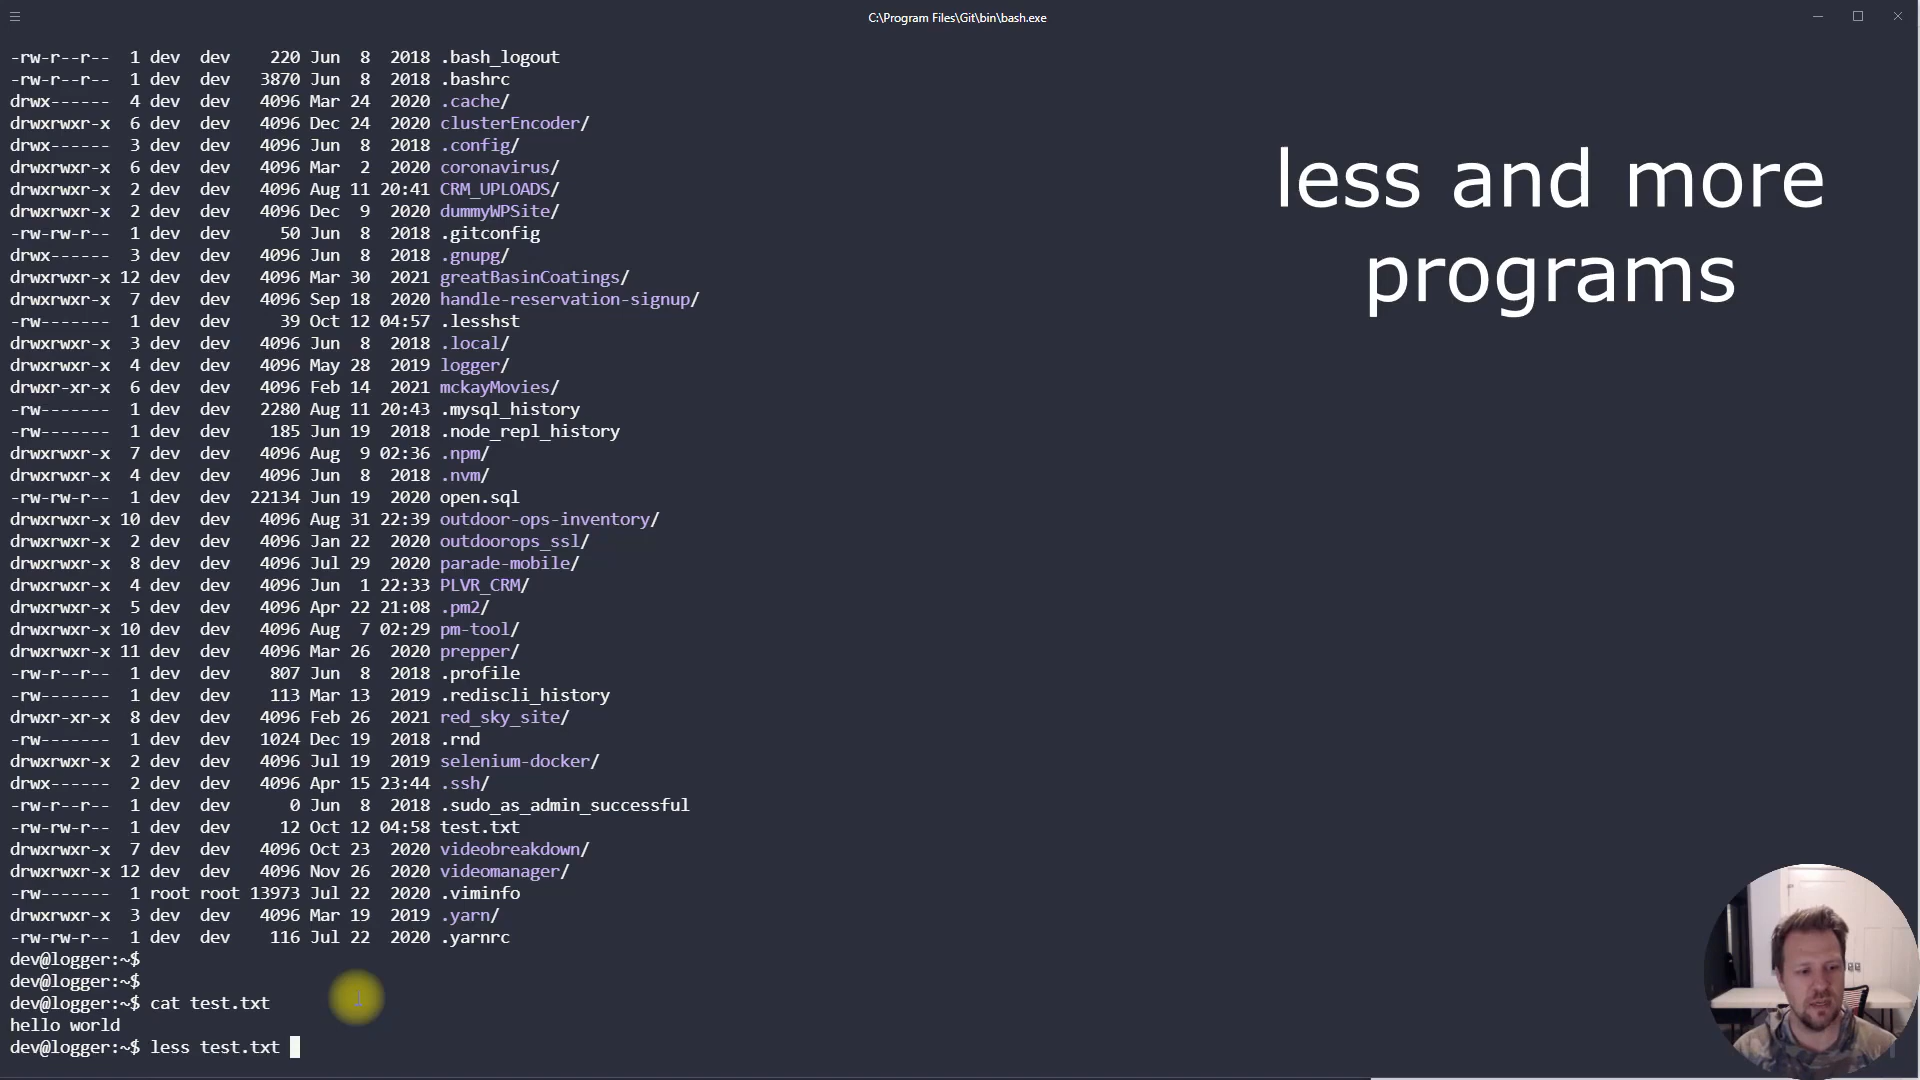 C:\Program Files\Git\bin\bash.exe
-rw-r--r-- 1 dev dev 220 Jun 8 2018 .bash_logout
-rw-r--r-- 1 dev dev 3870 Jun 8 2018 .bashrc
drwx------ 4 dev dev 4096 Mar 24 2020 .cache/
drwxrwxr-x 6 dev dev 4096 Dec 24 2020 clusterEncoder/
drwx------ 3 dev dev 4096 Jun 8 2018 .config/
drwxrwxr-x 6 dev dev 4096 Mar 2 2020 coronavirus/
drwxrwxr-x 2 dev dev 4096 Aug 11 20:41 CRM_UPLOADS/
drwxrwxr-x 2 dev dev 4096 Dec 9 2020 dummyWPSite/
-rw-rw-r-- 1 dev dev 50 Jun 8 2018 .gitconfig
drwx------ 3 dev dev 4096 Jun 8 2018 .gnupg/
drwxrwxr-x 12 dev dev 4096 Mar 30 2021 greatBasinCoatings/
drwxrwxr-x 7 dev dev 4096 Sep 18 2020 handle-reservation-signup/
-rw------- 1 dev dev 39 Oct 12 04:57 .lesshst
drwxrwxr-x 3 dev dev 4096 Jun 8 2018 .local/
drwxrwxr-x 4 dev dev 4096 May 28 2019 logger/
drwxr-xr-x 6 dev dev 4096 Feb 14 2021 mckayMovies/
-rw------- 1 dev dev 2280 Aug 11 20:43 .mysql_history
-rw------- 1 dev dev 185 Jun 19 2018 .node_repl_history
drwxrwxr-x 7 dev dev 4096 Aug 9 02:36 .npm/
drwxrwxr-x 4 dev dev 4096 Jun 8 2018 .nvm/
-rw-rw-r-- 1 dev dev 22134 Jun 19 2020 open.sql
drwxrwxr-x 10 dev dev 4096 Aug 31 22:39 outdoor-ops-inventory/
drwxrwxr-x 2 dev dev 4096 Jan 22 2020 outdoorops_ssl/
drwxrwxr-x 8 dev dev 4096 Jul 29 2020 parade-mobile/
drwxrwxr-x 4 dev dev 4096 Jun 1 22:33 PLVR_CRM/
drwxrwxr-x 5 dev dev 4096 Apr 22 21:08 .pm2/
drwxrwxr-x 10 dev dev 4096 Aug 7 02:29 pm-tool/
drwxrwxr-x 11 dev dev 4096 Mar 26 2020 prepper/
-rw-r--r-- 1 dev dev 807 Jun 8 2018 .profile
-rw------- 1 dev dev 113 Mar 13 2019 .rediscli_history
drwxr-xr-x 8 dev dev 4096 Feb 26 2021 red_sky_site/
-rw------- 1 dev dev 1024 Dec 19 2018 .rnd
drwxrwxr-x 2 dev dev 4096 Jul 19 2019 selenium-docker/
drwx------ 2 dev dev 4096 Apr 15 23:44 .ssh/
-rw-r--r-- 1 dev dev 0 Jun 8 2018 .sudo_as_admin_successful
-rw-rw-r-- 1 dev dev 12 Oct 12 04:58 test.txt
drwxrwxr-x 7 dev dev 4096 Oct 23 2020 videobreakdown/
drwxrwxr-x 12 dev dev 4096 Nov 26 2020 videomanager/
-rw------- 1 root root 13973 Jul 22 2020 .viminfo
drwxrwxr-x 3 dev dev 4096 Mar 19 2019 .yarn/
-rw-rw-r-- 1 dev dev 116 Jul 22 2020 .yarnrc
dev@logger:~$
dev@logger:~$
dev@logger:~$ cat test.txt
hello world
dev@logger:~$ less test.txt
less and more
programs